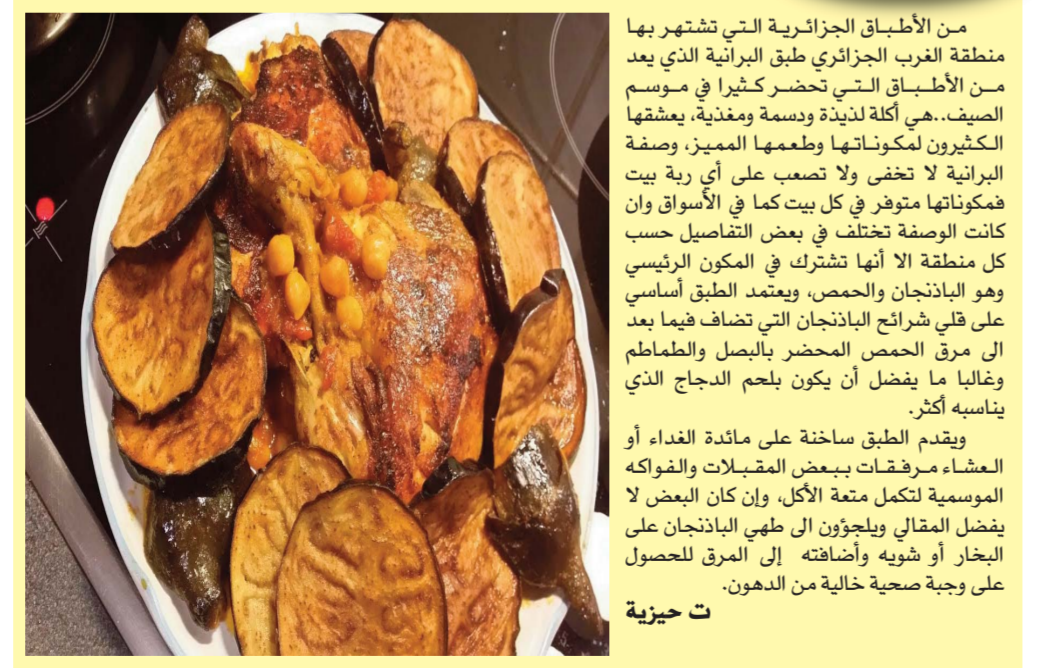 من الأطباق الجزائرية التي تشتهر بها
منطقة الغرب الجزائري طبق البرانية الذي يعد
من الأطباق التي تحضر كثيرا في موسم
الصيف..هي أكلة لذيذة ودسمة ومغذية، يعشقها
الكثيرون لمكوناتها وطعمها المميز، وصفة
البرانية لا تخفى ولا تصعب على أي ربة بيت
فمكوناتها متوفر في كل بيت كما في الأسواق وان
كانت الوصفة تختلف في بعض التفاصيل حسب
كل منطقة الا أنها تشترك في المكون الرئيسي
وهو الباذنجان والحمص، ويعتمد الطبق أساسي
على قلي شرائح الباذنجان التي تضاف فيما بعد
الى مرق الحمص المحضر بالبصل والطماطم
وغالبا ما يفضل أن يكون بلحم الدجاج الذي
يناسبه أكثر.
ويقدم الطبق ساخنة على مائدة الغداء أو
العشاء مرفقات ببعض المقبلات والفواكه
الموسمية لتكمل متعة الأكل، وإن كان البعض لا
يفضل المقالي ويلجؤون الى طهي الباذنجان على
البخار أو شويه وأضافته إلى المرق للحصول
على وجبة صحية خالية من الدهون.
ت حيزية